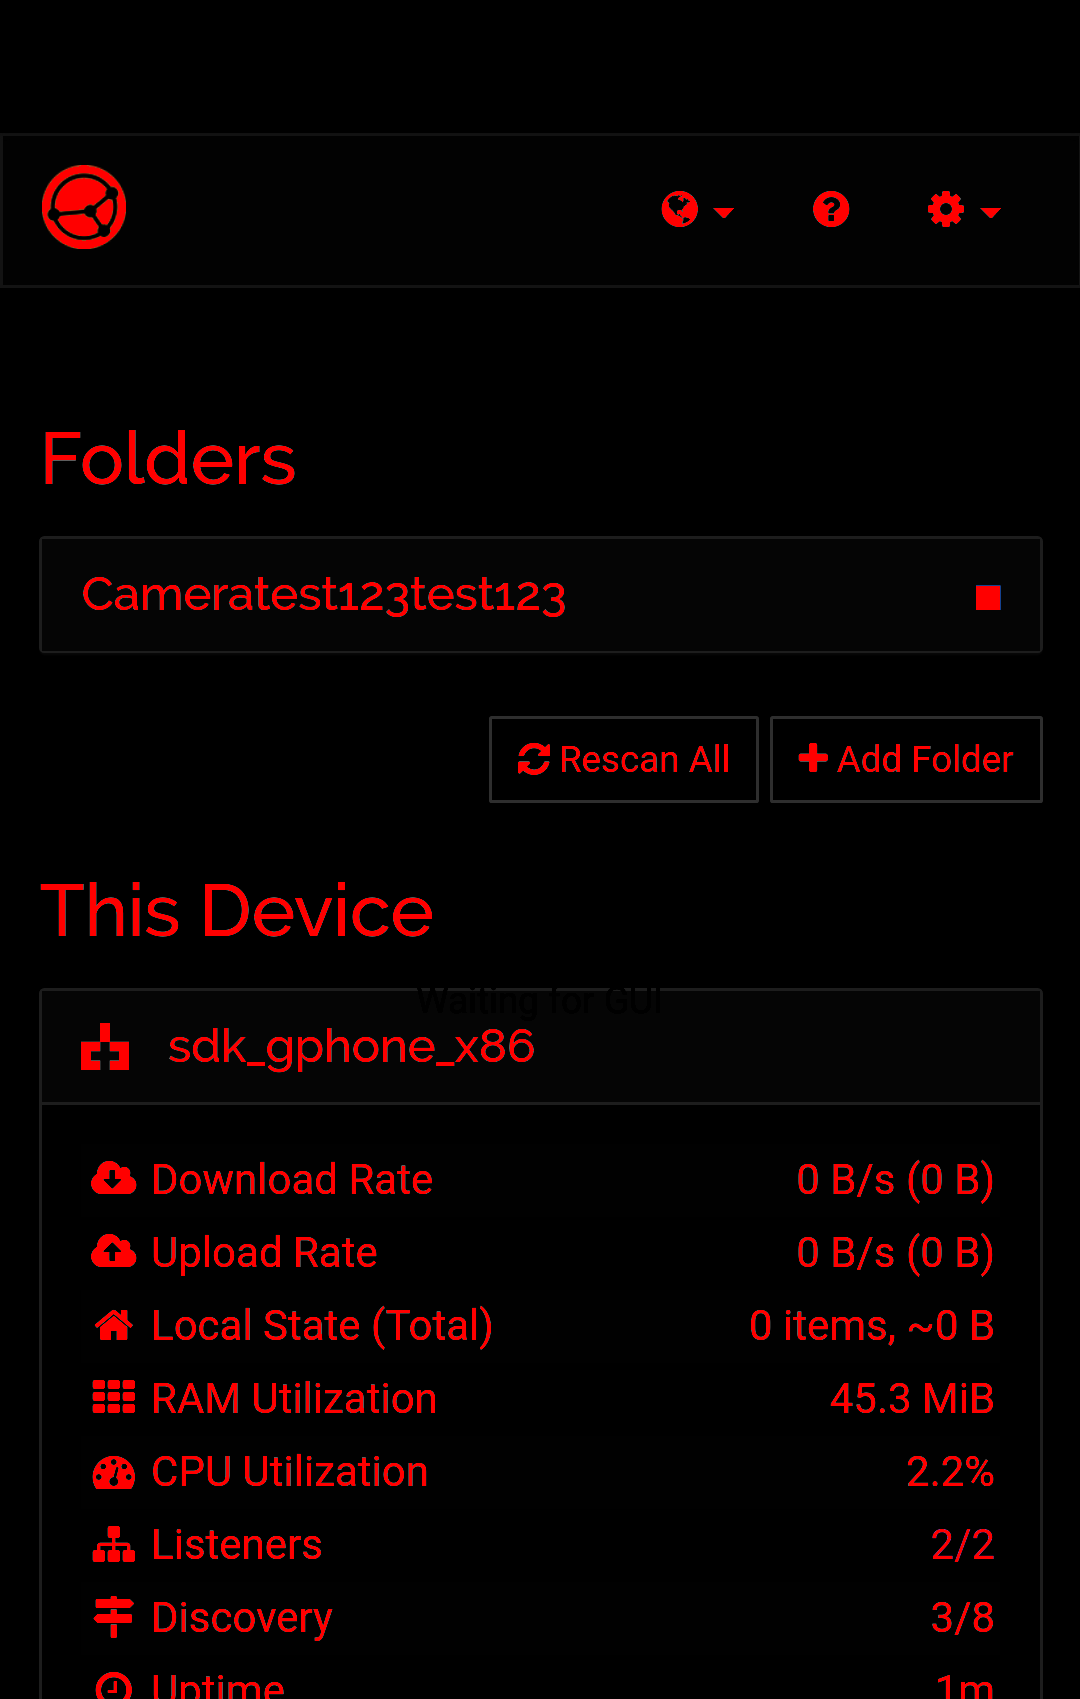 Folders
Cameratest123test123
Rescan All
Add Folder
This Device
Waiting for GUI
sdk_gphone_x86
Download Rate 0 B/s (0 B)
Upload Rate 0 B/s (0 B)
Local State (Total) 0 items, ~0 B
RAM Utilization 45.3 MiB
CPU Utilization 2.2%
Listeners 2/2
Discovery 3/8
Uptime 1m